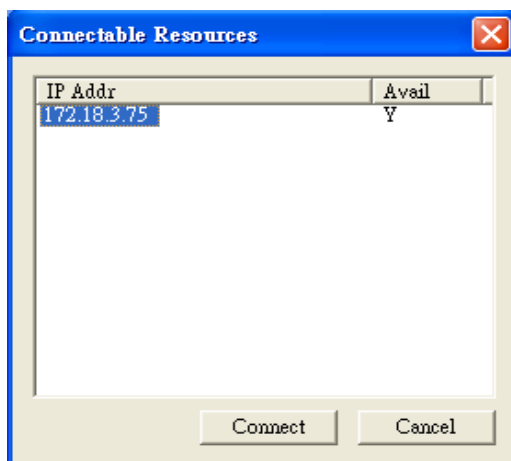 Connectable Resources
IP Addr Avail
172.18.3.75 Y
Connect Cancel